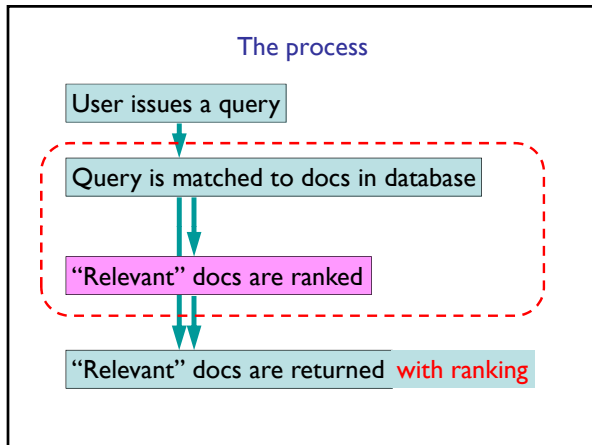 The process
User issues a query
Query is matched to docs in database
“Relevant” docs are ranked
“Relevant” docs are returned with ranking